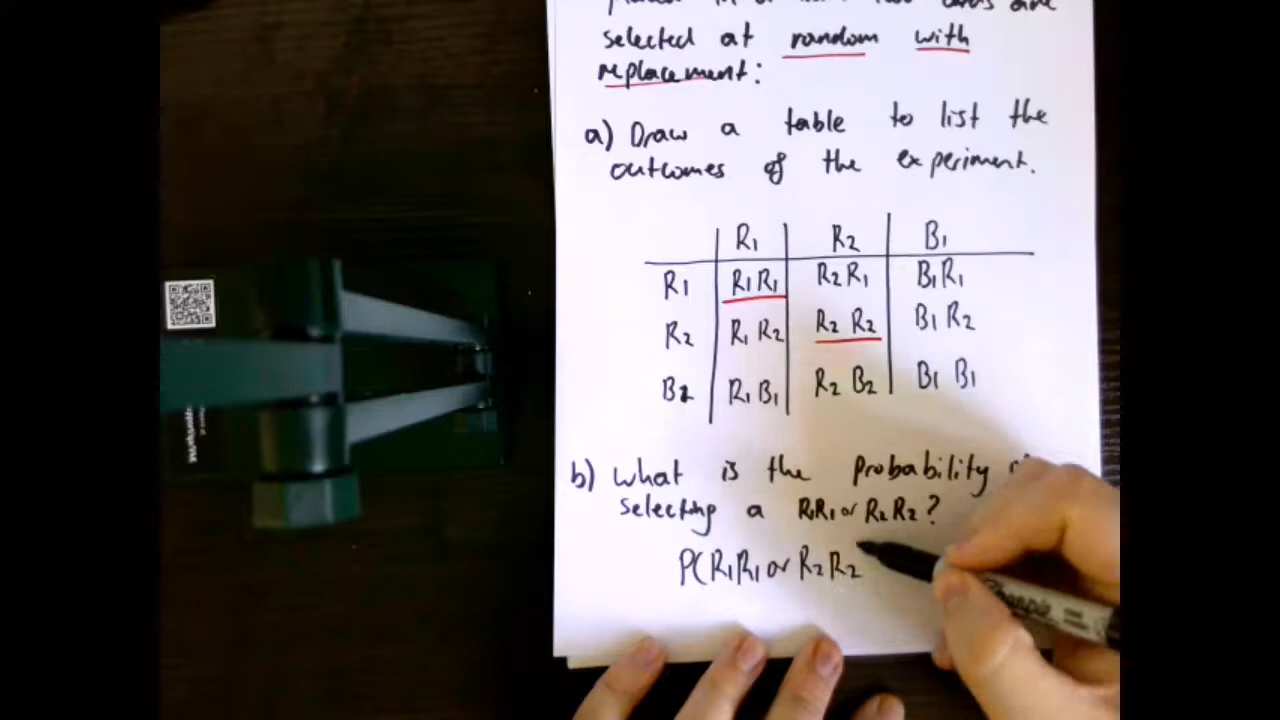 selected at random with
replacement:
a) Draw a table to list the
outcomes of the experiment.
R₁ R₂ B₁
R₁ R₁R₁ R₂R₁ B₁R₁
R₂ R₁R₂ R₂R₂ B₁R₂
R₁B₁ R₂B₂ B₁B₁
b) What is the probability
selecting a R₁R₁ or R₂R₂?
P(R₁R₁ or R₂R₂
Sharpie